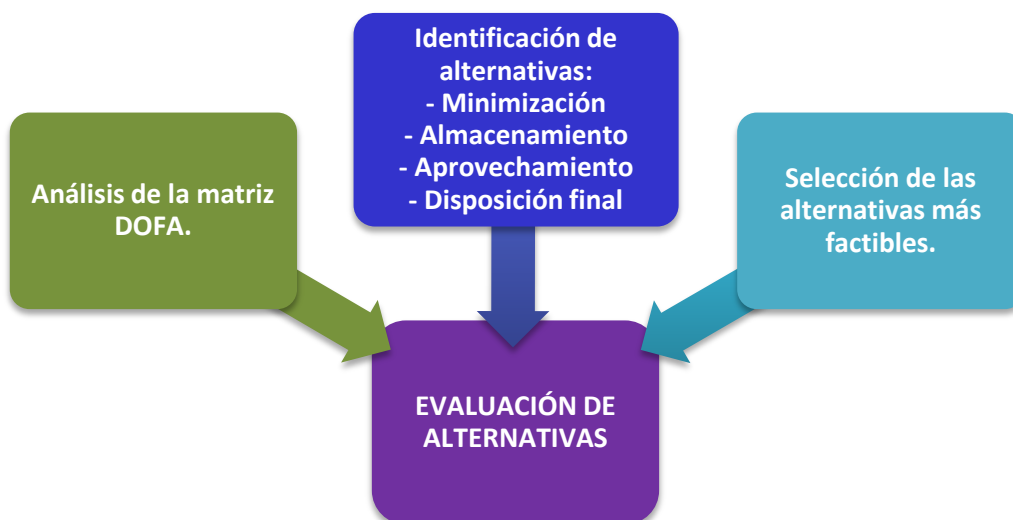 Análisis de la matriz
DOFA.
Identificación de
alternativas:
- Minimización
- Almacenamiento
- Aprovechamiento
- Disposición final
Selección de las
alternativas más
factibles.
EVALUACIÓN DE
ALTERNATIVAS